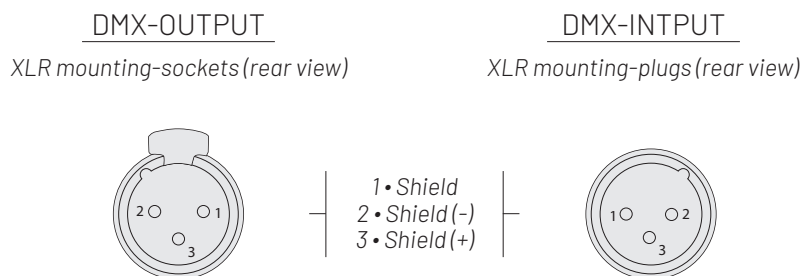 DMX-OUTPUT
XLR mounting-sockets (rear view)
DMX-INTPUT
XLR mounting-plugs (rear view)
2 1
3
1 • Shield
2 • Shield (-)
3 • Shield (+)
1 2
3